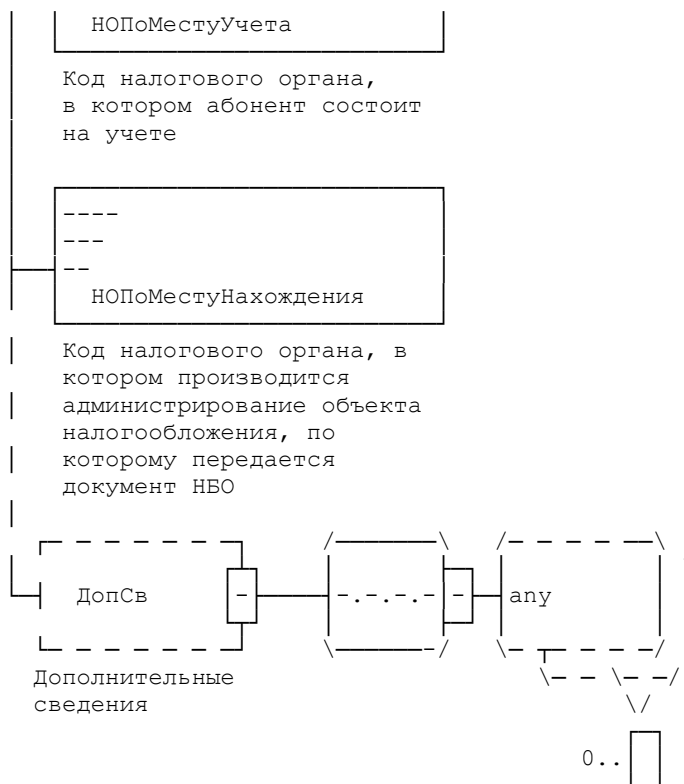 НОПоМестуУчета
Код налогового органа,
в котором абонент состоит
на учете
----
---
--
НОПоМестуНахождения
Код налогового органа, в
котором производится
администрирование объекта
налогообложения, по
которому передается
документ НБО
ДопСв - -.-.-.- - any
Дополнительные
сведения
0..